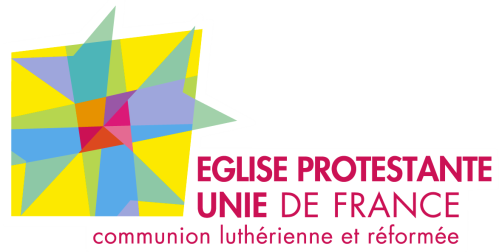 EGLISE PROTESTANTE
UNIE DE FRANCE
communion luthérienne et réformée